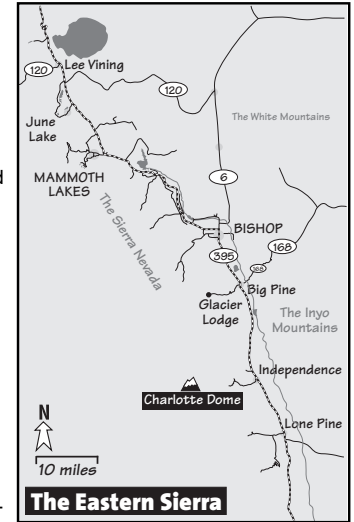 120
Lee Vining
120
June
Lake
The White Mountains
MAMMOTH
LAKES
6
The Sierra Nevada
BISHOP
395
168
168
Big Pine
Glacier
Lodge
The Inyo
Mountains
Independence
Charlotte Dome
Lone Pine
N
10 miles
The Eastern Sierra